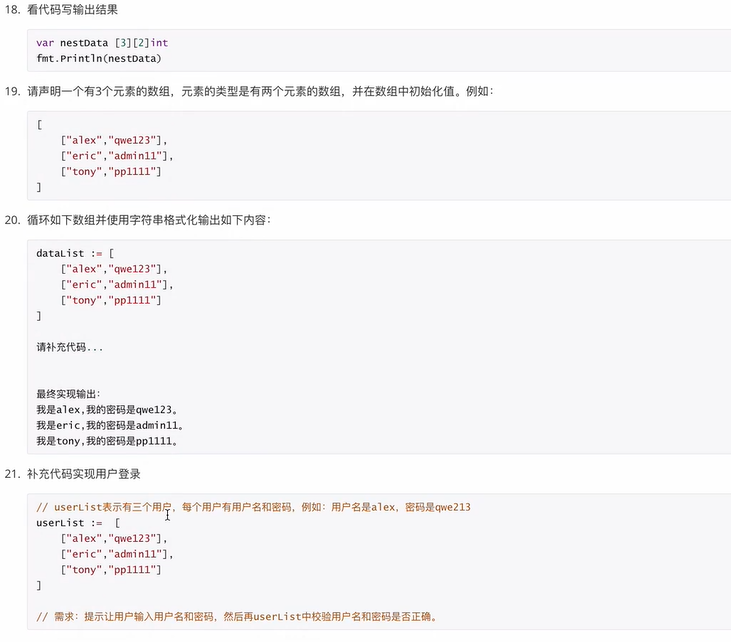 18. 看代码写输出结果
var nestData [3][2]int
fmt.Println(nestData)
19. 请声明一个有3个元素的数组，元素的类型是有两个元素的数组，并在数组中初始化值。例如：
[
["alex","qwe123"],
["eric","admin11"],
["tony","pp1111"]
]
20. 循环如下数组并使用字符串格式化输出如下内容：
dataList := [
["alex","qwe123"],
["eric","admin11"],
["tony","pp1111"]
]
请补充代码...
最终实现输出：
我是alex,我的密码是qwe123。
我是eric,我的密码是admin11。
我是tony,我的密码是pp1111。
21. 补充代码实现用户登录
// userList表示有三个用户，每个用户有用户名和密码，例如：用户名是alex，密码是qwe213
userList := [
["alex","qwe123"],
["eric","admin11"],
["tony","pp1111"]
]
// 需求：提示让用户输入用户名和密码，然后再userList中校验用户名和密码是否正确。